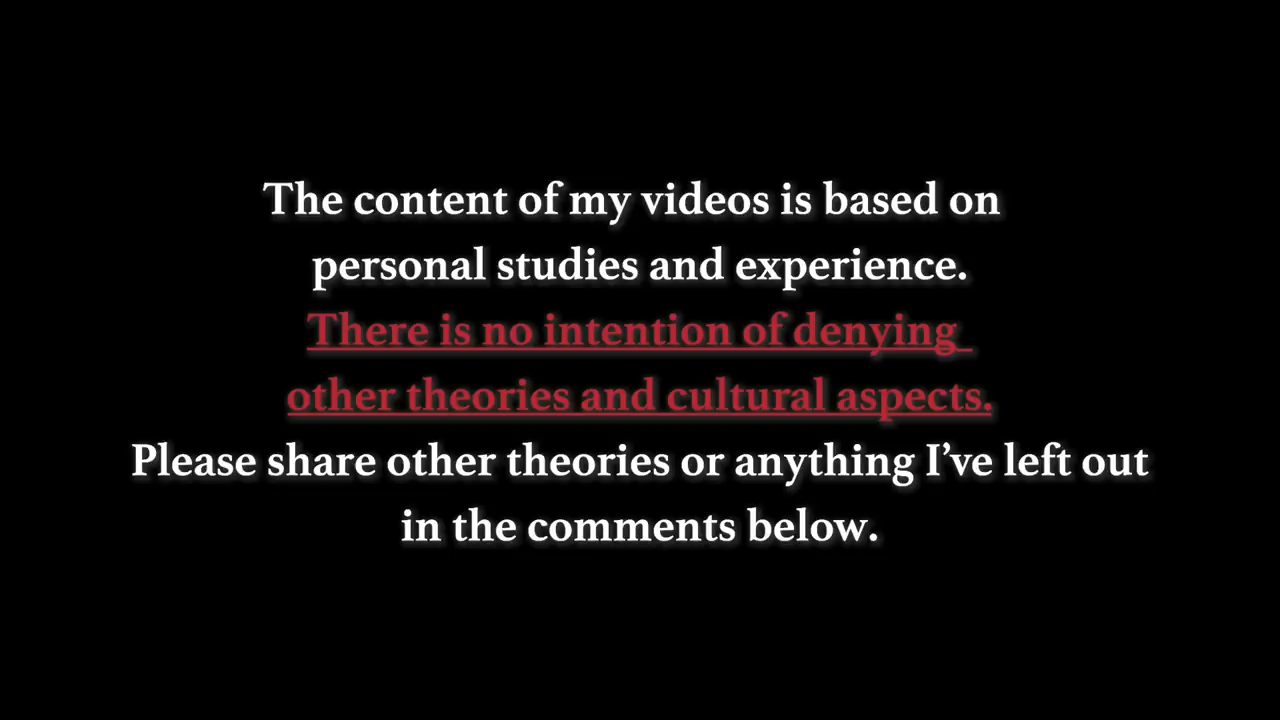 The content of my videos is based on
personal studies and experience.
There is no intention of denying
other theories and cultural aspects.
Please share other theories or anything I’ve left out
in the comments below.